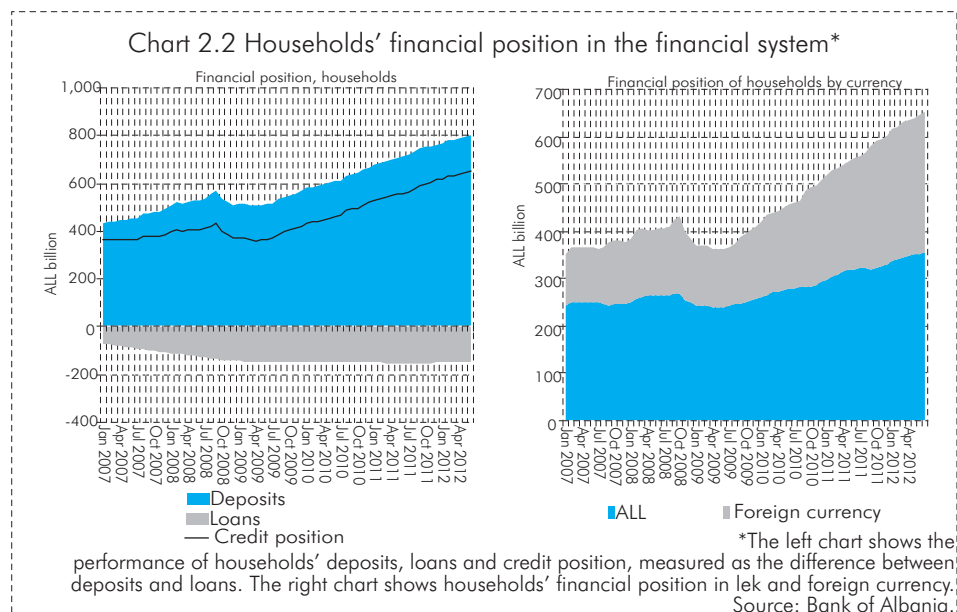 Chart 2.2 Households’ financial position in the financial system*
Financial position, households
1,000
800
600
400
200
0
-200
-400
ALL billion
Jan 2007
Apr 2007
Jul 2007
Oct 2007
Jan 2008
Apr 2008
Jul 2008
Oct 2008
Jan 2009
Apr 2009
Jul 2009
Oct 2009
Jan 2010
Apr 2010
Jul 2010
Oct 2010
Jan 2011
Apr 2011
Jul 2011
Oct 2011
Jan 2012
Apr 2012
Deposits
Loans
Credit position
Financial position of households by currency
700
600
500
400
300
200
100
0
ALL billion
Jan 2007
Apr 2007
Jul 2007
Oct 2007
Jan 2008
Apr 2008
Jul 2008
Oct 2008
Jan 2009
Apr 2009
Jul 2009
Oct 2009
Jan 2010
Apr 2010
Jul 2010
Oct 2010
Jan 2011
Apr 2011
Jul 2011
Oct 2011
Jan 2012
Apr 2012
ALL
Foreign currency
*The left chart shows the
performance of households’ deposits, loans and credit position, measured as the difference between
deposits and loans. The right chart shows households’ financial position in lek and foreign currency.
Source: Bank of Albania.